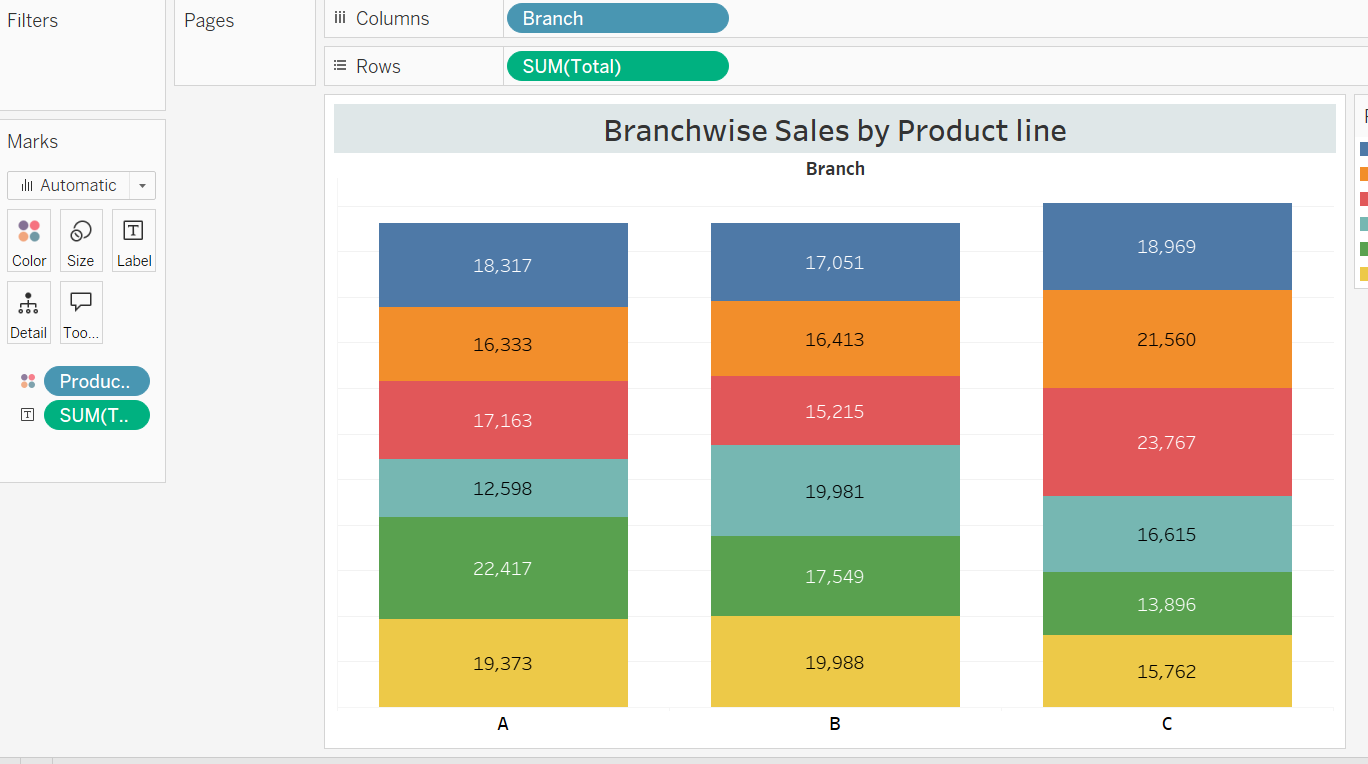 Filters
Pages
Columns
Branch
Rows
SUM(Total)
Marks
Automatic
Color
Size
Label
Detail
Too...
Produc..
SUM(T..
Branchwise Sales by Product line
Branch
18,317
17,051
18,969
16,333
16,413
21,560
17,163
15,215
23,767
12,598
19,981
16,615
22,417
17,549
13,896
19,373
19,988
15,762
A
B
C